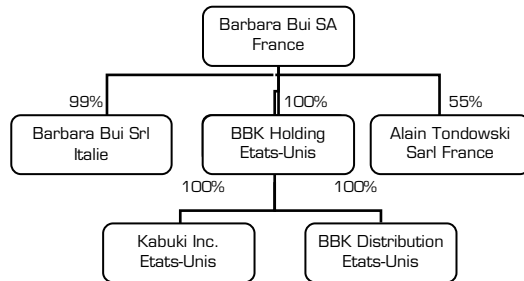 Barbara Bui SA
France
99%
100%
55%
Barbara Bui Srl
Italie
BBK Holding
Etats-Unis
Alain Tondowski
Sarl France
100%
100%
Kabuki Inc.
Etats-Unis
BBK Distribution
Etats-Unis